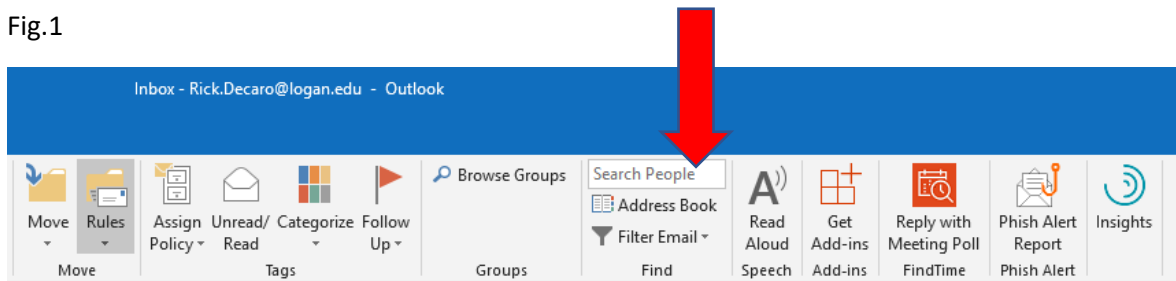 Fig.1
Inbox - Rick.Decaro@logan.edu - Outlook
Move
Rules
Move
Assign
Policy
Unread/
Read
Categorize
Follow
Up
Tags
Browse Groups
Groups
Search People
Address Book
Filter Email
Find
A
Read
Aloud
Speech
Get
Add-ins
Add-ins
Reply with
Meeting Poll
FindTime
Phish Alert
Report
Phish Alert
Insights